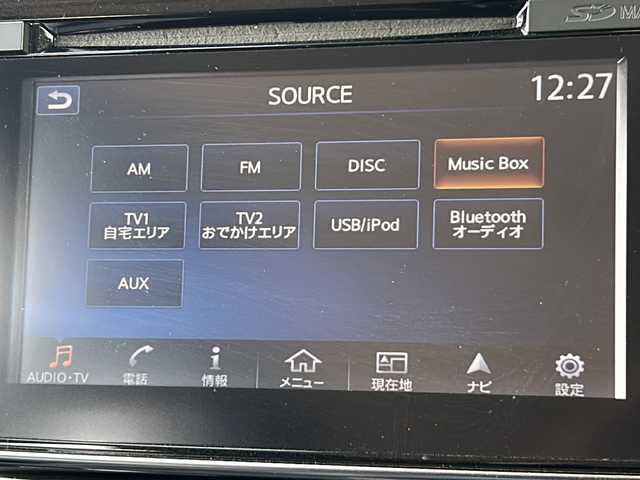 SD MA
SOURCE
12:27
AM
FM
DISC
Music Box
TV1
自宅エリア
TV2
おでかけエリア
USB/iPod
Bluetooth
オーディオ
AUX
AUDIO・TV
電話
情報
メニュー
現在地
ナビ
設定